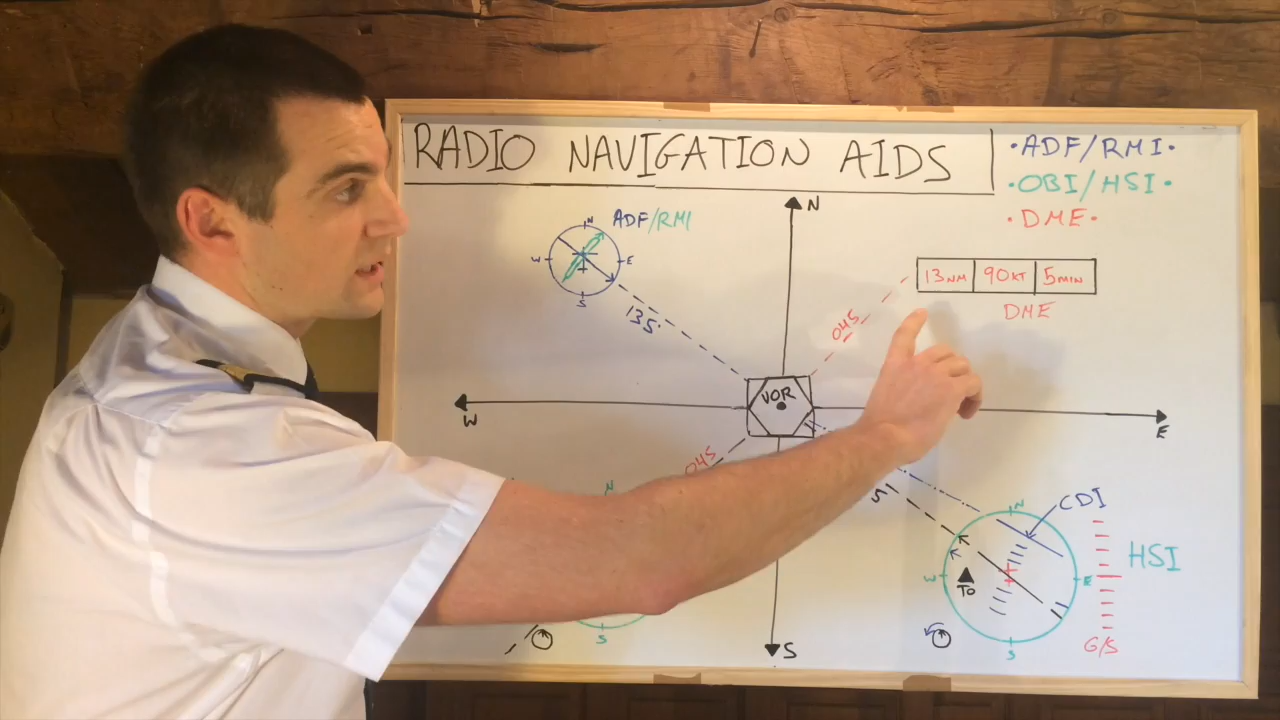 RADIO NAVIGATION AIDS
·ADF/RMI·
·OBI/HSI·
·DME·
N
N ADF/RMI
W E
S
13NM 90KT 5MIN
DME
135·
045
VOR
W
E
045
N
5
CDI
N
HSI
W E
TO
S
S
S
G/S